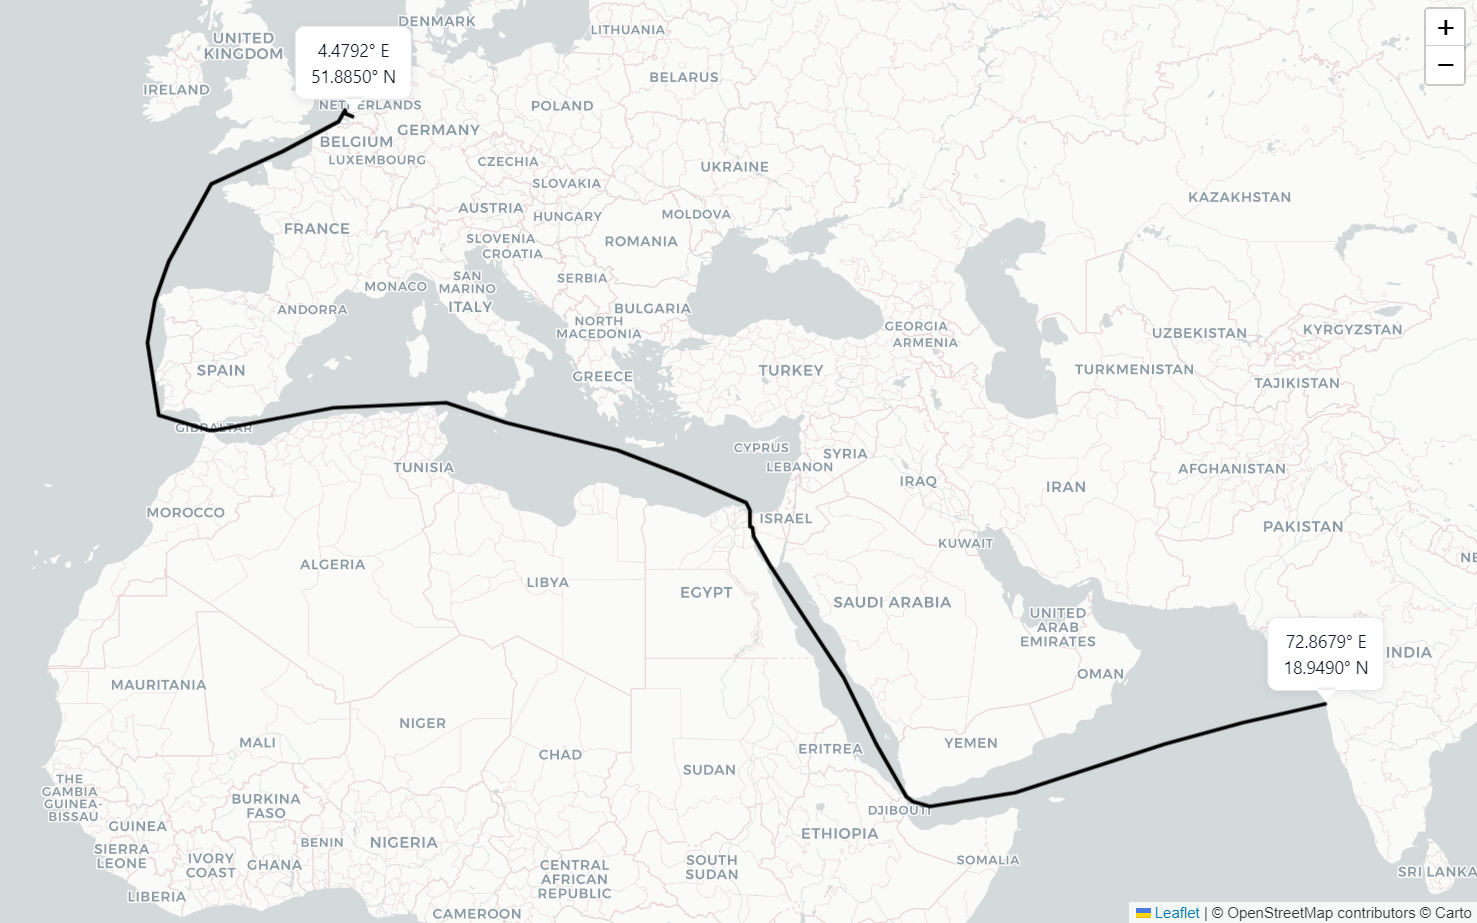 DENMARK
LITHUANIA
UNITED
KINGDOM
4.4792° E
51.8850° N
+
−
IRELAND
BELARUS
NETHERLANDS
POLAND
BELGIUM
GERMANY
LUXEMBOURG
CZECHIA
UKRAINE
SLOVAKIA
KAZAKHSTAN
AUSTRIA
HUNGARY
MOLDOVA
FRANCE
SLOVENIA
CROATIA
ROMANIA
SAN
MARINO
SERBIA
MONACO
ITALY
ANDORRA
BULGARIA
NORTH
MACEDONIA
GEORGIA
ARMENIA
UZBEKISTAN
KYRGYZSTAN
SPAIN
GREECE
TURKEY
TURKMENISTAN
TAJIKISTAN
GIBRALTAR
CYPRUS
LEBANON
SYRIA
TUNISIA
AFGHANISTAN
IRAQ
IRAN
MOROCCO
ISRAEL
PAKISTAN
KUWAIT
NE
ALGERIA
LIBYA
EGYPT
SAUDI ARABIA
UNITED
ARAB
EMIRATES
72.8679° E
18.9490° N
INDIA
OMAN
MAURITANIA
NIGER
MALI
CHAD
SUDAN
ERITREA
YEMEN
THE
GAMBIA
GUINEA-
BISSAU
BURKINA
FASO
DJIBOUTI
GUINEA
BENIN
NIGERIA
ETHIOPIA
SIERRA
LEONE
IVORY
COAST
GHANA
CENTRAL
AFRICAN
REPUBLIC
SOUTH
SUDAN
SOMALIA
SRI LANKA
LIBERIA
CAMEROON
Leaflet | © OpenStreetMap contributors © Carto